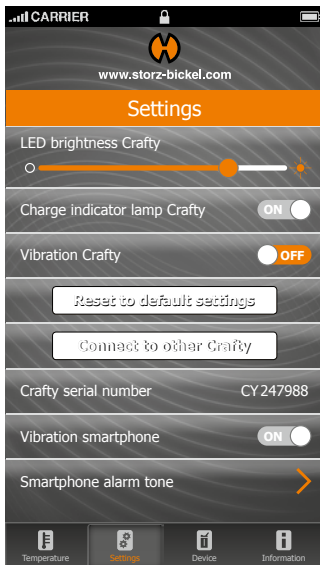 CARRIER
www.storz-bickel.com
Settings
LED brightness Crafty
Charge indicator lamp Crafty ON
Vibration Crafty OFF
Reset to default settings
Connect to other Crafty
Crafty serial number CY247988
Vibration smartphone ON
Smartphone alarm tone
Temperature Settings Device Information